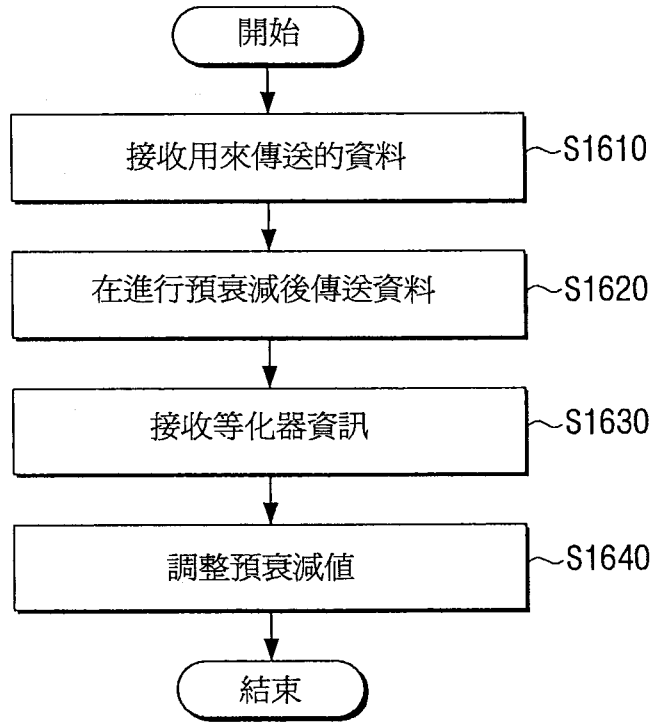 開始
接收用來傳送的資料
S1610
在進行預衰減後傳送資料
S1620
接收等化器資訊
S1630
調整預衰減值
S1640
結束